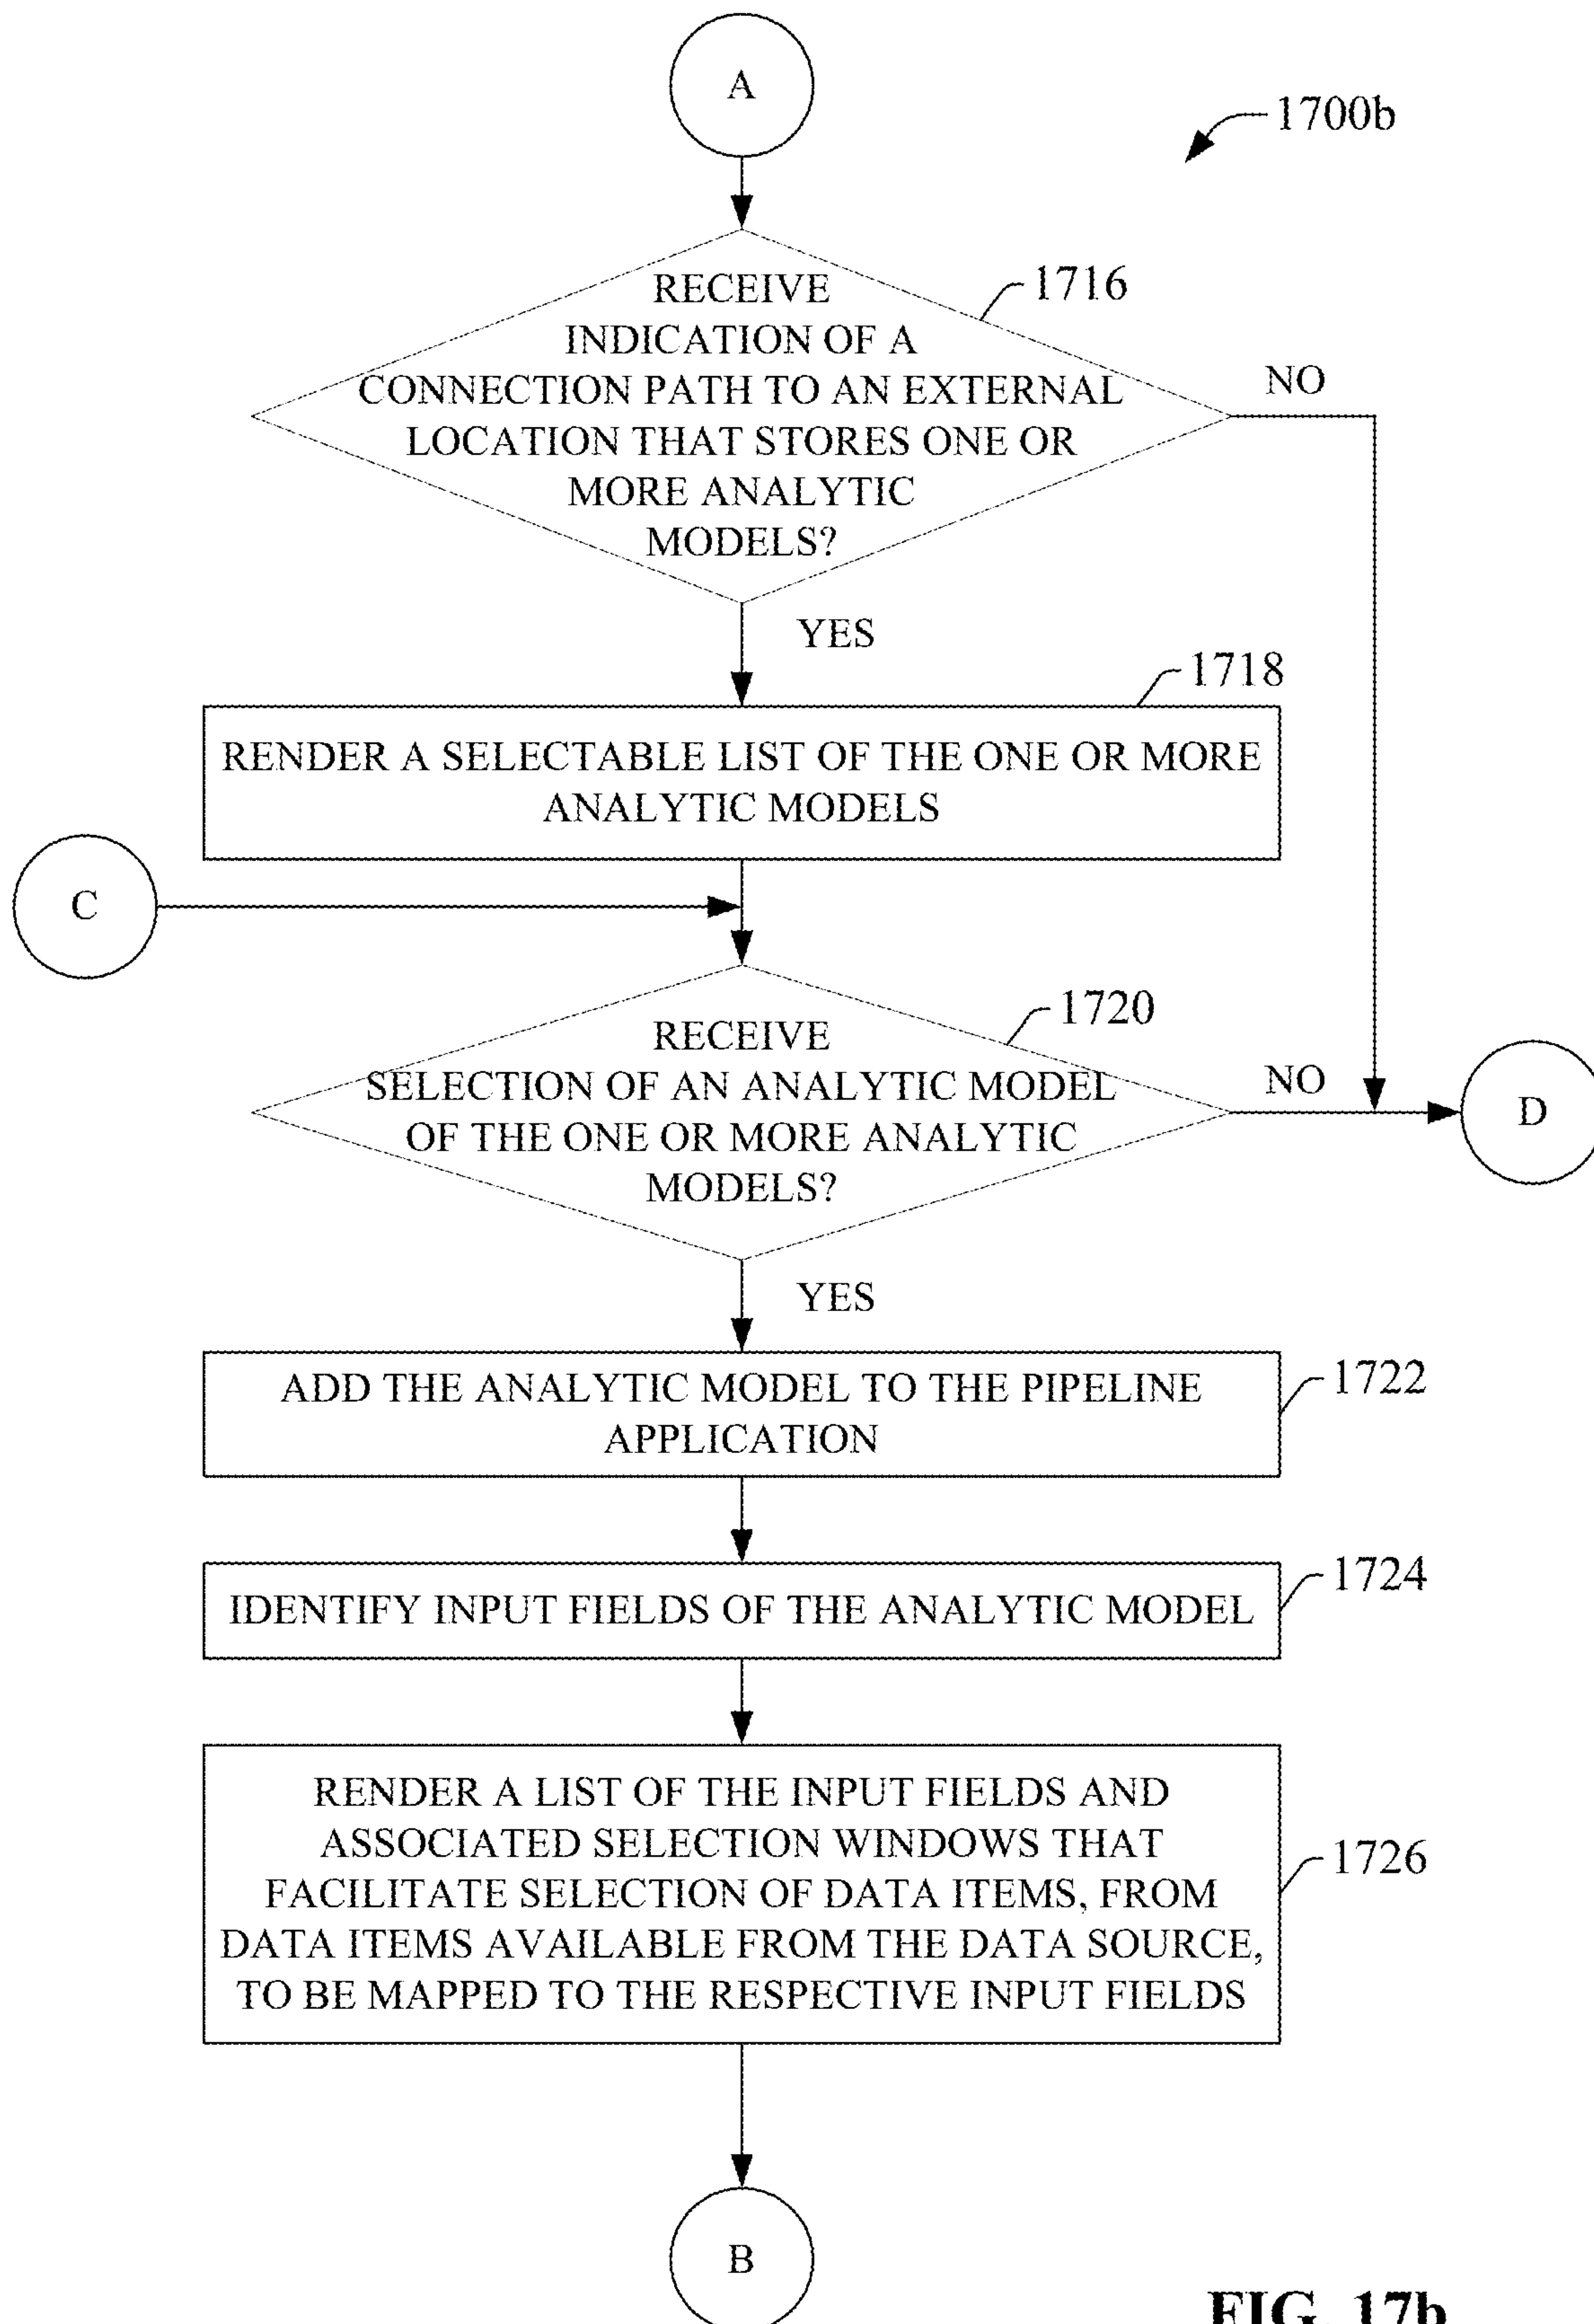 A
1700b
RECEIVE
INDICATION OF A
CONNECTION PATH TO AN EXTERNAL
LOCATION THAT STORES ONE OR
MORE ANALYTIC
MODELS?
1716
NO
YES
1718
RENDER A SELECTABLE LIST OF THE ONE OR MORE
ANALYTIC MODELS
C
1720
RECEIVE
SELECTION OF AN ANALYTIC MODEL
OF THE ONE OR MORE ANALYTIC
MODELS?
NO
D
YES
ADD THE ANALYTIC MODEL TO THE PIPELINE
APPLICATION
1722
IDENTIFY INPUT FIELDS OF THE ANALYTIC MODEL
1724
RENDER A LIST OF THE INPUT FIELDS AND
ASSOCIATED SELECTION WINDOWS THAT
FACILITATE SELECTION OF DATA ITEMS, FROM
DATA ITEMS AVAILABLE FROM THE DATA SOURCE,
TO BE MAPPED TO THE RESPECTIVE INPUT FIELDS
1726
B
FIG. 17b